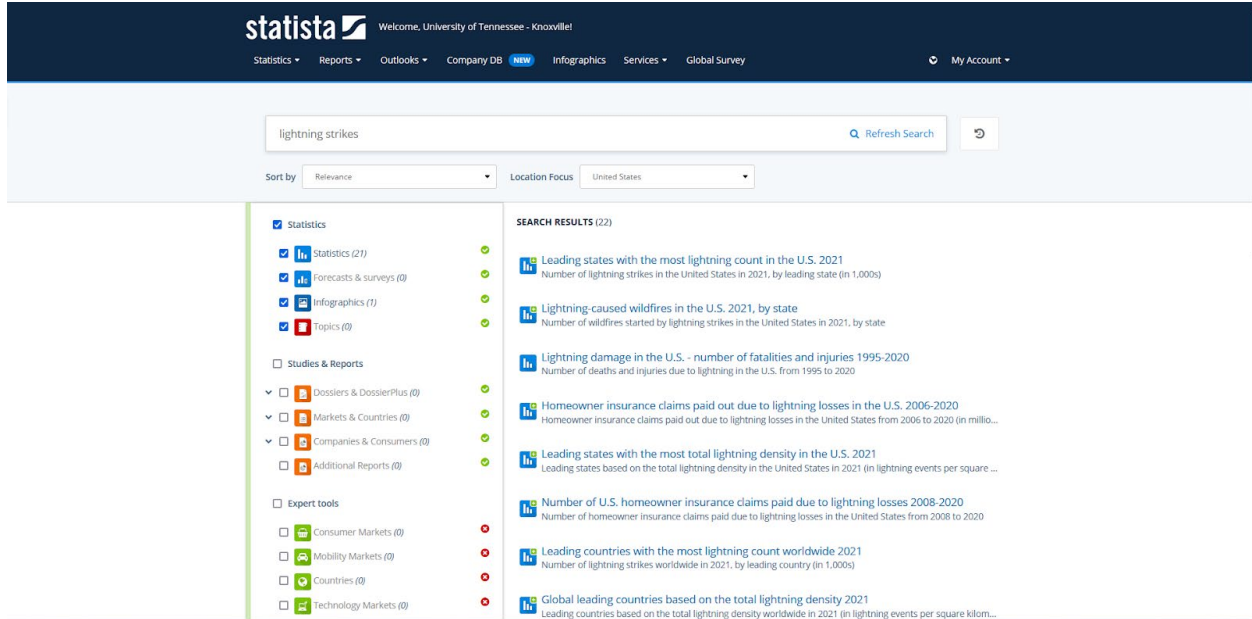 statista
Welcome, University of Tennessee - Knoxville!
Statistics Reports Outlooks Company DB NEW Infographics Services Global Survey My Account
lightning strikes Refresh Search
Sort by Relevance Location Focus United States
Statistics
Statistics (21)
Forecasts & surveys (0)
Infographics (1)
Topics (0)
Studies & Reports
Dossiers & DossierPlus (0)
Markets & Countries (0)
Companies & Consumers (0)
Additional Reports (0)
Expert tools
Consumer Markets (0)
Mobility Markets (0)
Countries (0)
Technology Markets (0)
SEARCH RESULTS (22)
Leading states with the most lightning count in the U.S. 2021
Number of lightning strikes in the United States in 2021, by leading state (in 1,000s)
Lightning-caused wildfires in the U.S. 2021, by state
Number of wildfires started by lightning strikes in the United States in 2021, by state
Lightning damage in the U.S. - number of fatalities and injuries 1995-2020
Number of deaths and injuries due to lightning in the U.S. from 1995 to 2020
Homeowner insurance claims paid out due to lightning losses in the U.S. 2006-2020
Homeowner insurance claims paid out due to lightning losses in the United States from 2006 to 2020 (in millio...
Leading states with the most total lightning density in the U.S. 2021
Leading states based on the total lightning density in the United States in 2021 (in lightning events per square ...
Number of U.S. homeowner insurance claims paid due to lightning losses 2008-2020
Number of homeowner insurance claims paid due to lightning losses in the United States from 2008 to 2020
Leading countries with the most lightning count worldwide 2021
Number of lightning strikes worldwide in 2021, by leading country (in 1,000s)
Global leading countries based on the total lightning density 2021
Leading countries based on the total lightning density worldwide in 2021 (in lightning events per square kilom...